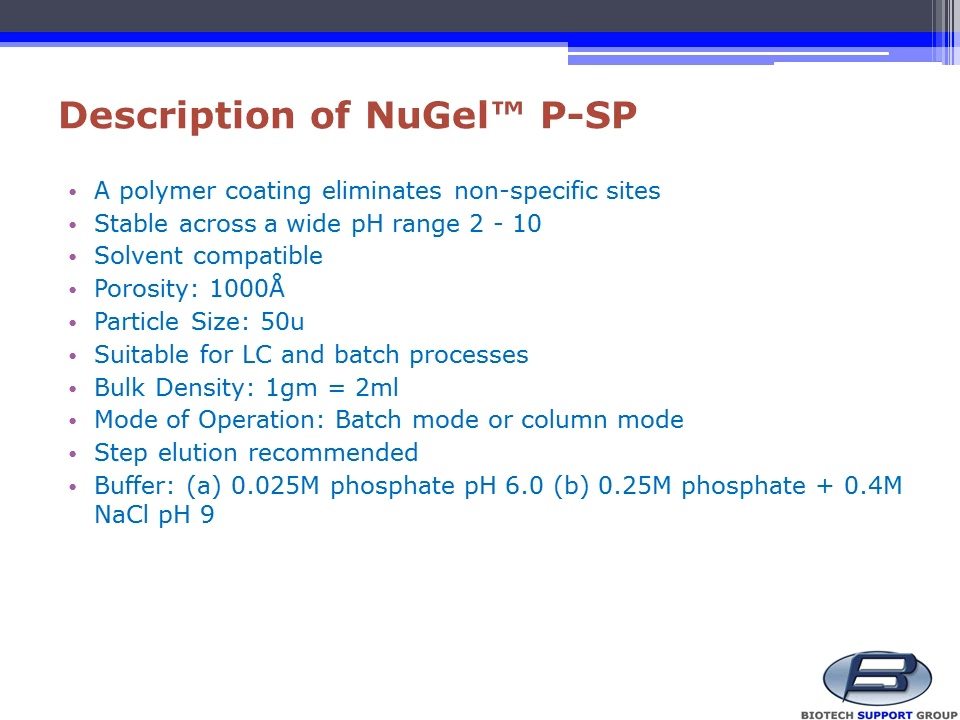 Description of NuGel™ P-SP
• A polymer coating eliminates non-specific sites
• Stable across a wide pH range 2 - 10
• Solvent compatible
• Porosity: 1000Å
• Particle Size: 50u
• Suitable for LC and batch processes
• Bulk Density: 1gm = 2ml
• Mode of Operation: Batch mode or column mode
• Step elution recommended
• Buffer: (a) 0.025M phosphate pH 6.0 (b) 0.25M phosphate + 0.4M
NaCl pH 9
B
BIOTECH SUPPORT GROUP